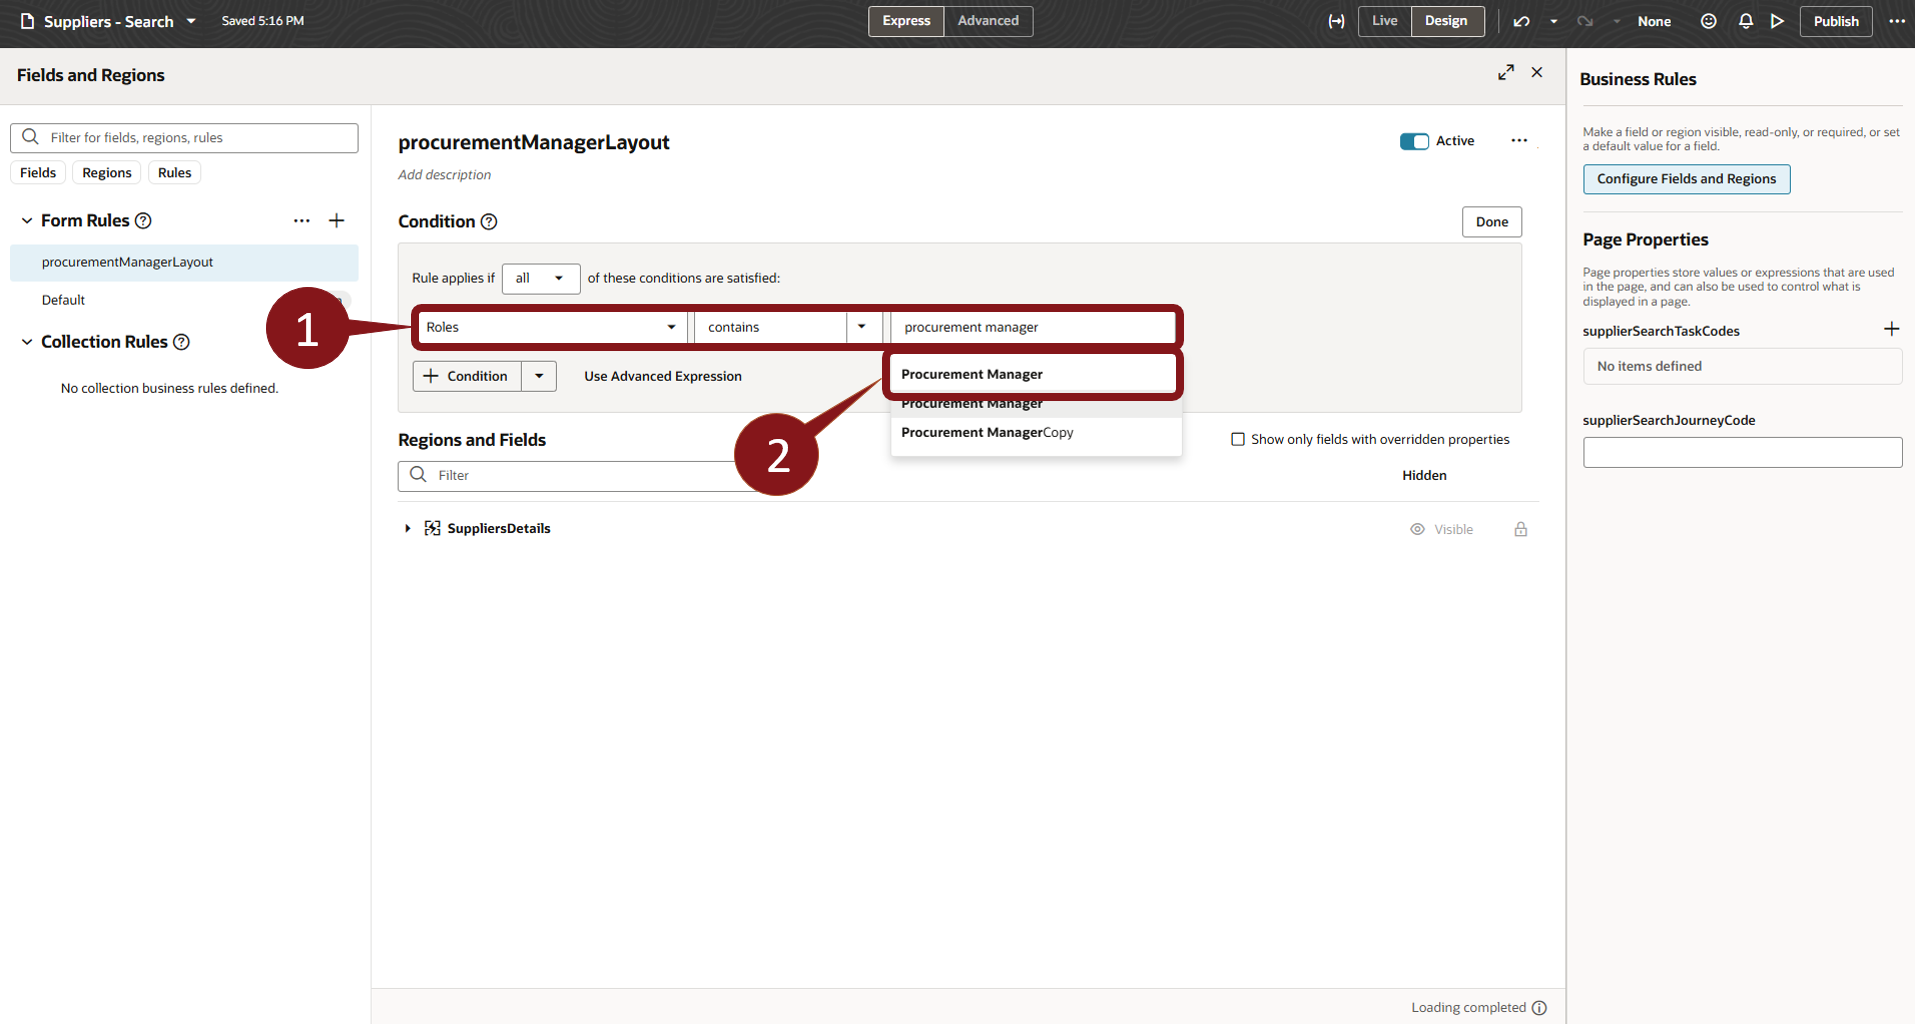 Suppliers - Search
Saved 5:16 PM
Express
Advanced
Live
Design
None
Publish
Fields and Regions
Filter for fields, regions, rules
Fields
Regions
Rules
Form Rules
procurementManagerLayout
Default
Collection Rules
No collection business rules defined.
procurementManagerLayout
Active
Add description
Condition
Done
Rule applies if
all
of these conditions are satisfied:
1
Roles
contains
procurement manager
Condition
Use Advanced Expression
Procurement Manager
Procurement Manager
Procurement ManagerCopy
2
Regions and Fields
Show only fields with overridden properties
Filter
Hidden
SuppliersDetails
Visible
Loading completed
Business Rules
Make a field or region visible, read-only, or required, or set
a default value for a field.
Configure Fields and Regions
Page Properties
Page properties store values or expressions that are used
in the page, and can also be used to control what is
displayed in a page.
supplierSearchTaskCodes
No items defined
supplierSearchJourneyCode